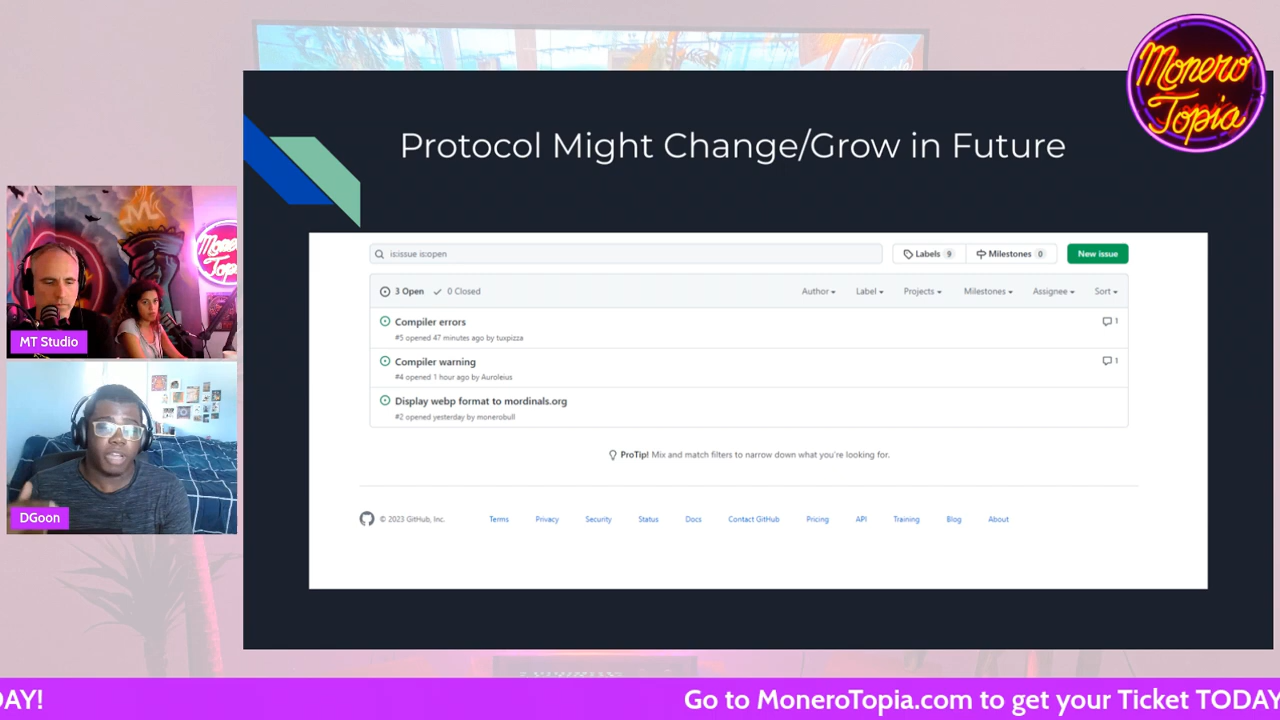 Monero
Topia
Protocol Might Change/Grow in Future
is:issue is:open
Labels 9
Milestones 0
New issue
3 Open 0 Closed
Author Label Projects Milestones Assignee Sort
Compiler errors
1
#5 opened 47 minutes ago by tuxpizza
Compiler warning
1
#4 opened 1 hour ago by Auroleius
Display webp format to mordinals.org
#2 opened yesterday by monerobull
ProTip! Mix and match filters to narrow down what you're looking for.
© 2023 GitHub, Inc. Terms Privacy Security Status Docs Contact GitHub Pricing API Training Blog About
MT Studio
DGoon
DAY!
Go to MoneroTopia.com to get your Ticket TODAY